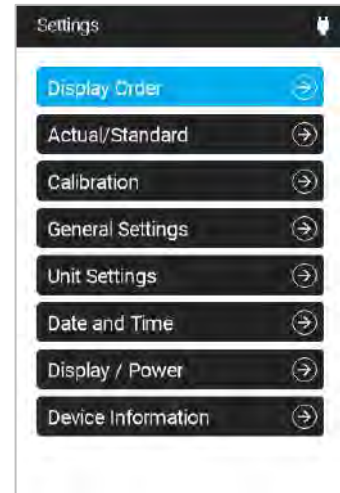 Settings
Display Order
Actual/Standard
Calibration
General Settings
Unit Settings
Date and Time
Display / Power
Device Information